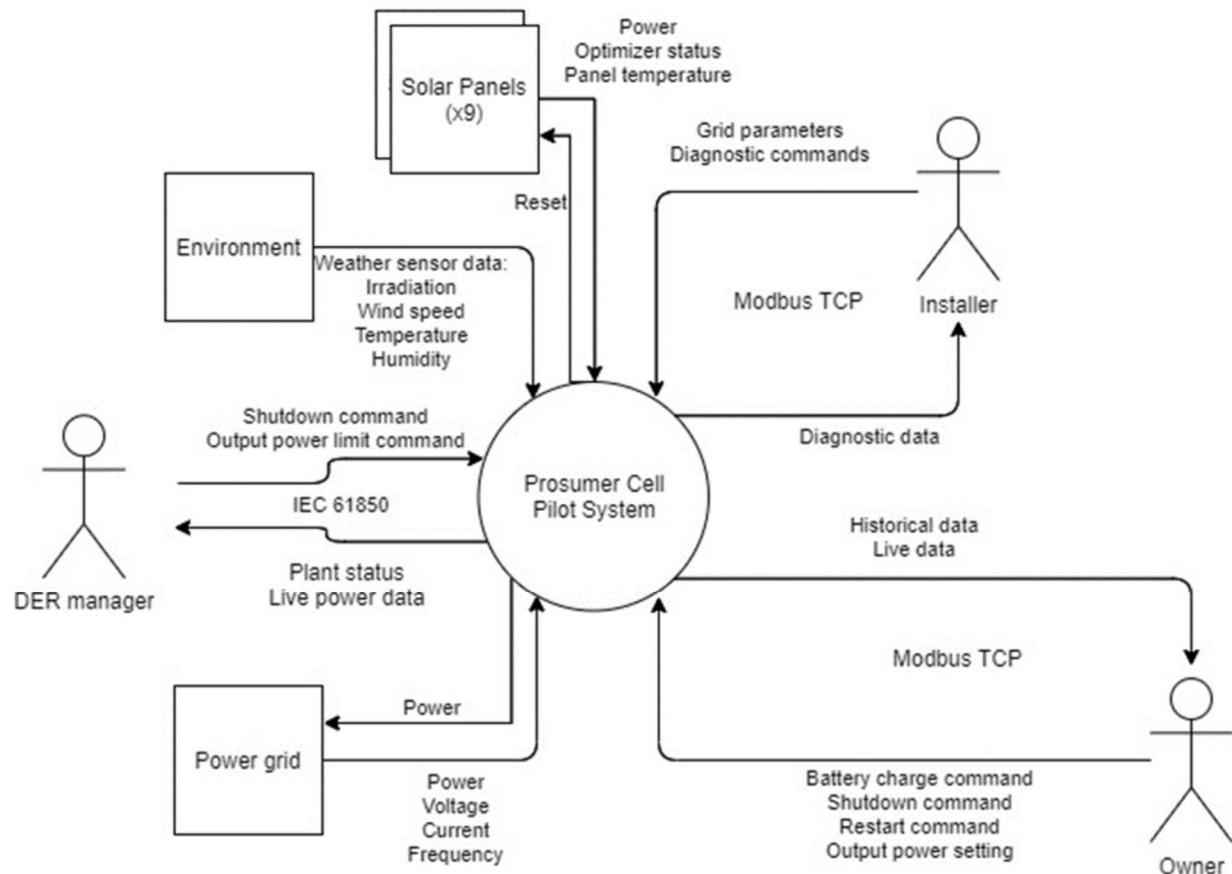 Power
Optimizer status
Panel temperature
Solar Panels
(x9)
Reset
Grid parameters
Diagnostic commands
Modbus TCP
Installer
Diagnostic data
Environment
Weather sensor data:
Irradiation
Wind speed
Temperature
Humidity
Shutdown command
Output power limit command
IEC 61850
Plant status
Live power data
DER manager
Prosumer Cell
Pilot System
Historical data
Live data
Modbus TCP
Power grid
Power
Power
Voltage
Current
Frequency
Battery charge command
Shutdown command
Restart command
Output power setting
Owner